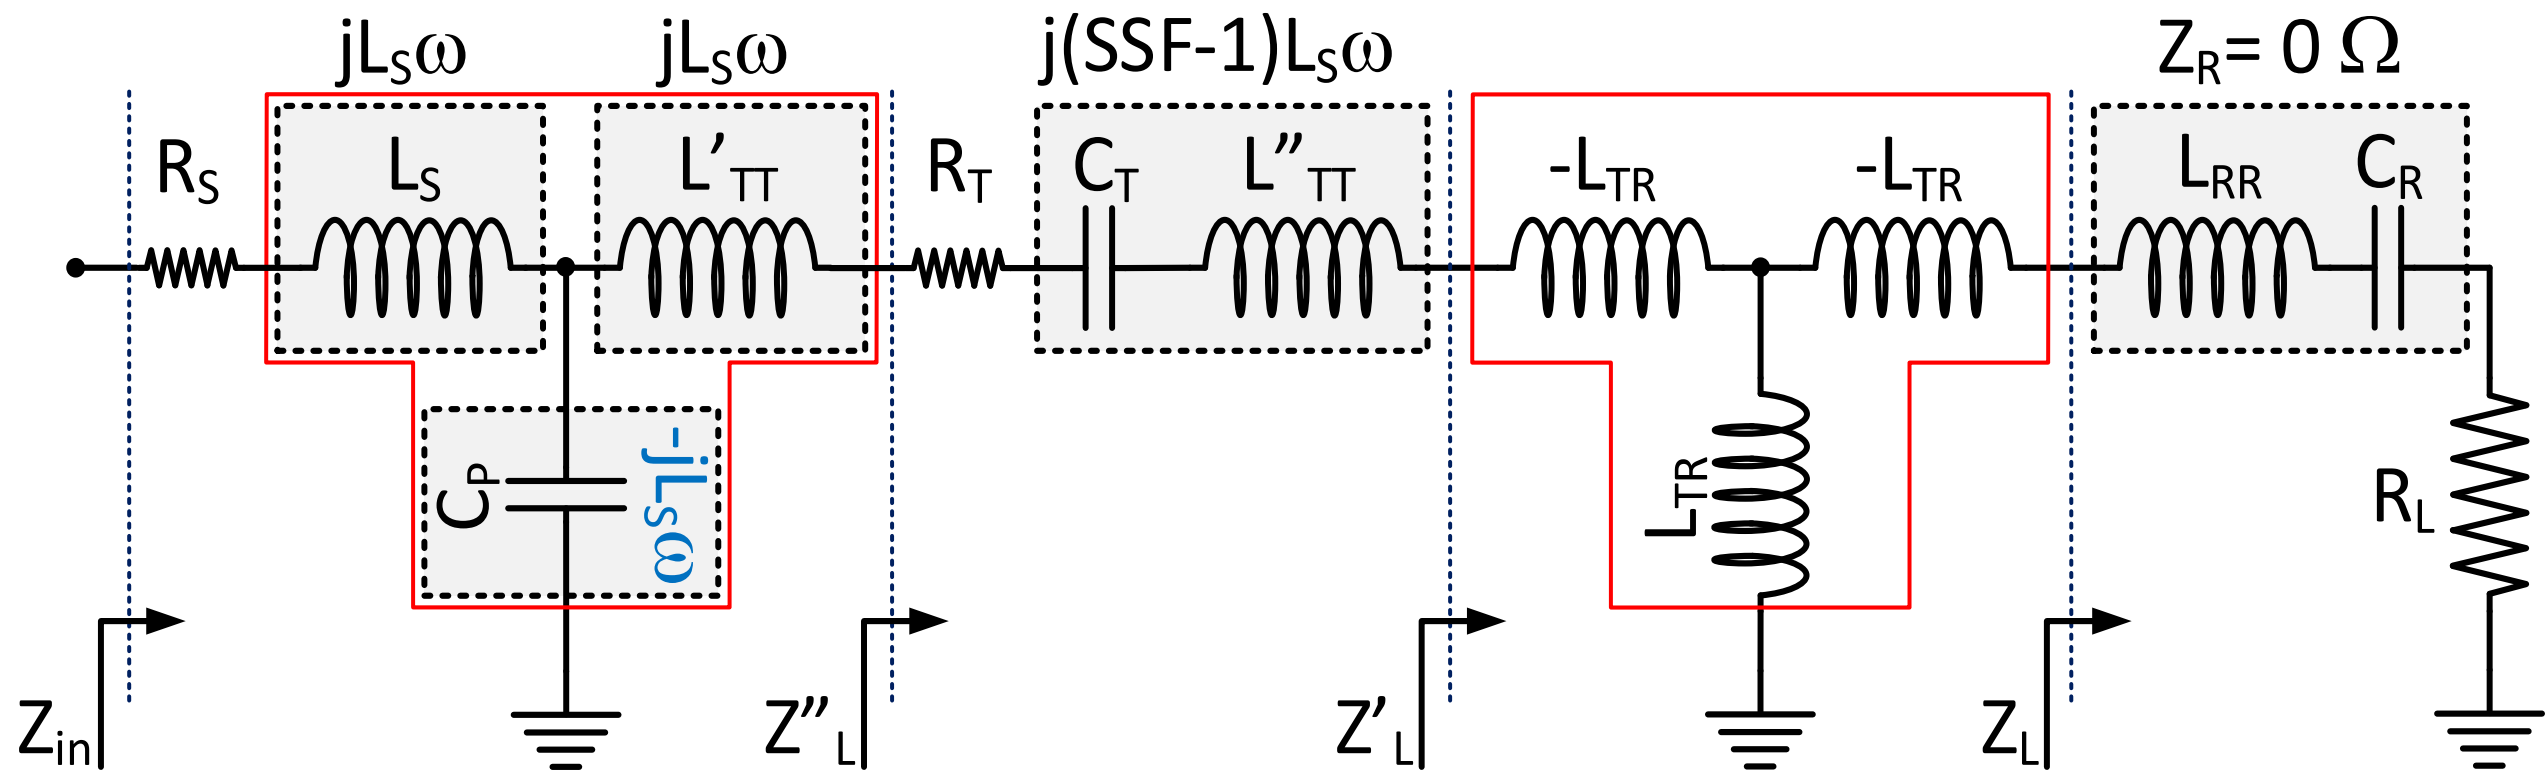 jLSω
jLSω
j(SSF-1)LSω
ZR= 0 Ω
RS
LS
L’TT
RT
CT
L”TT
-LTR
-LTR
LRR
CR
CP
-jLSω
LTR
RL
Zin
Z”L
Z’L
ZL